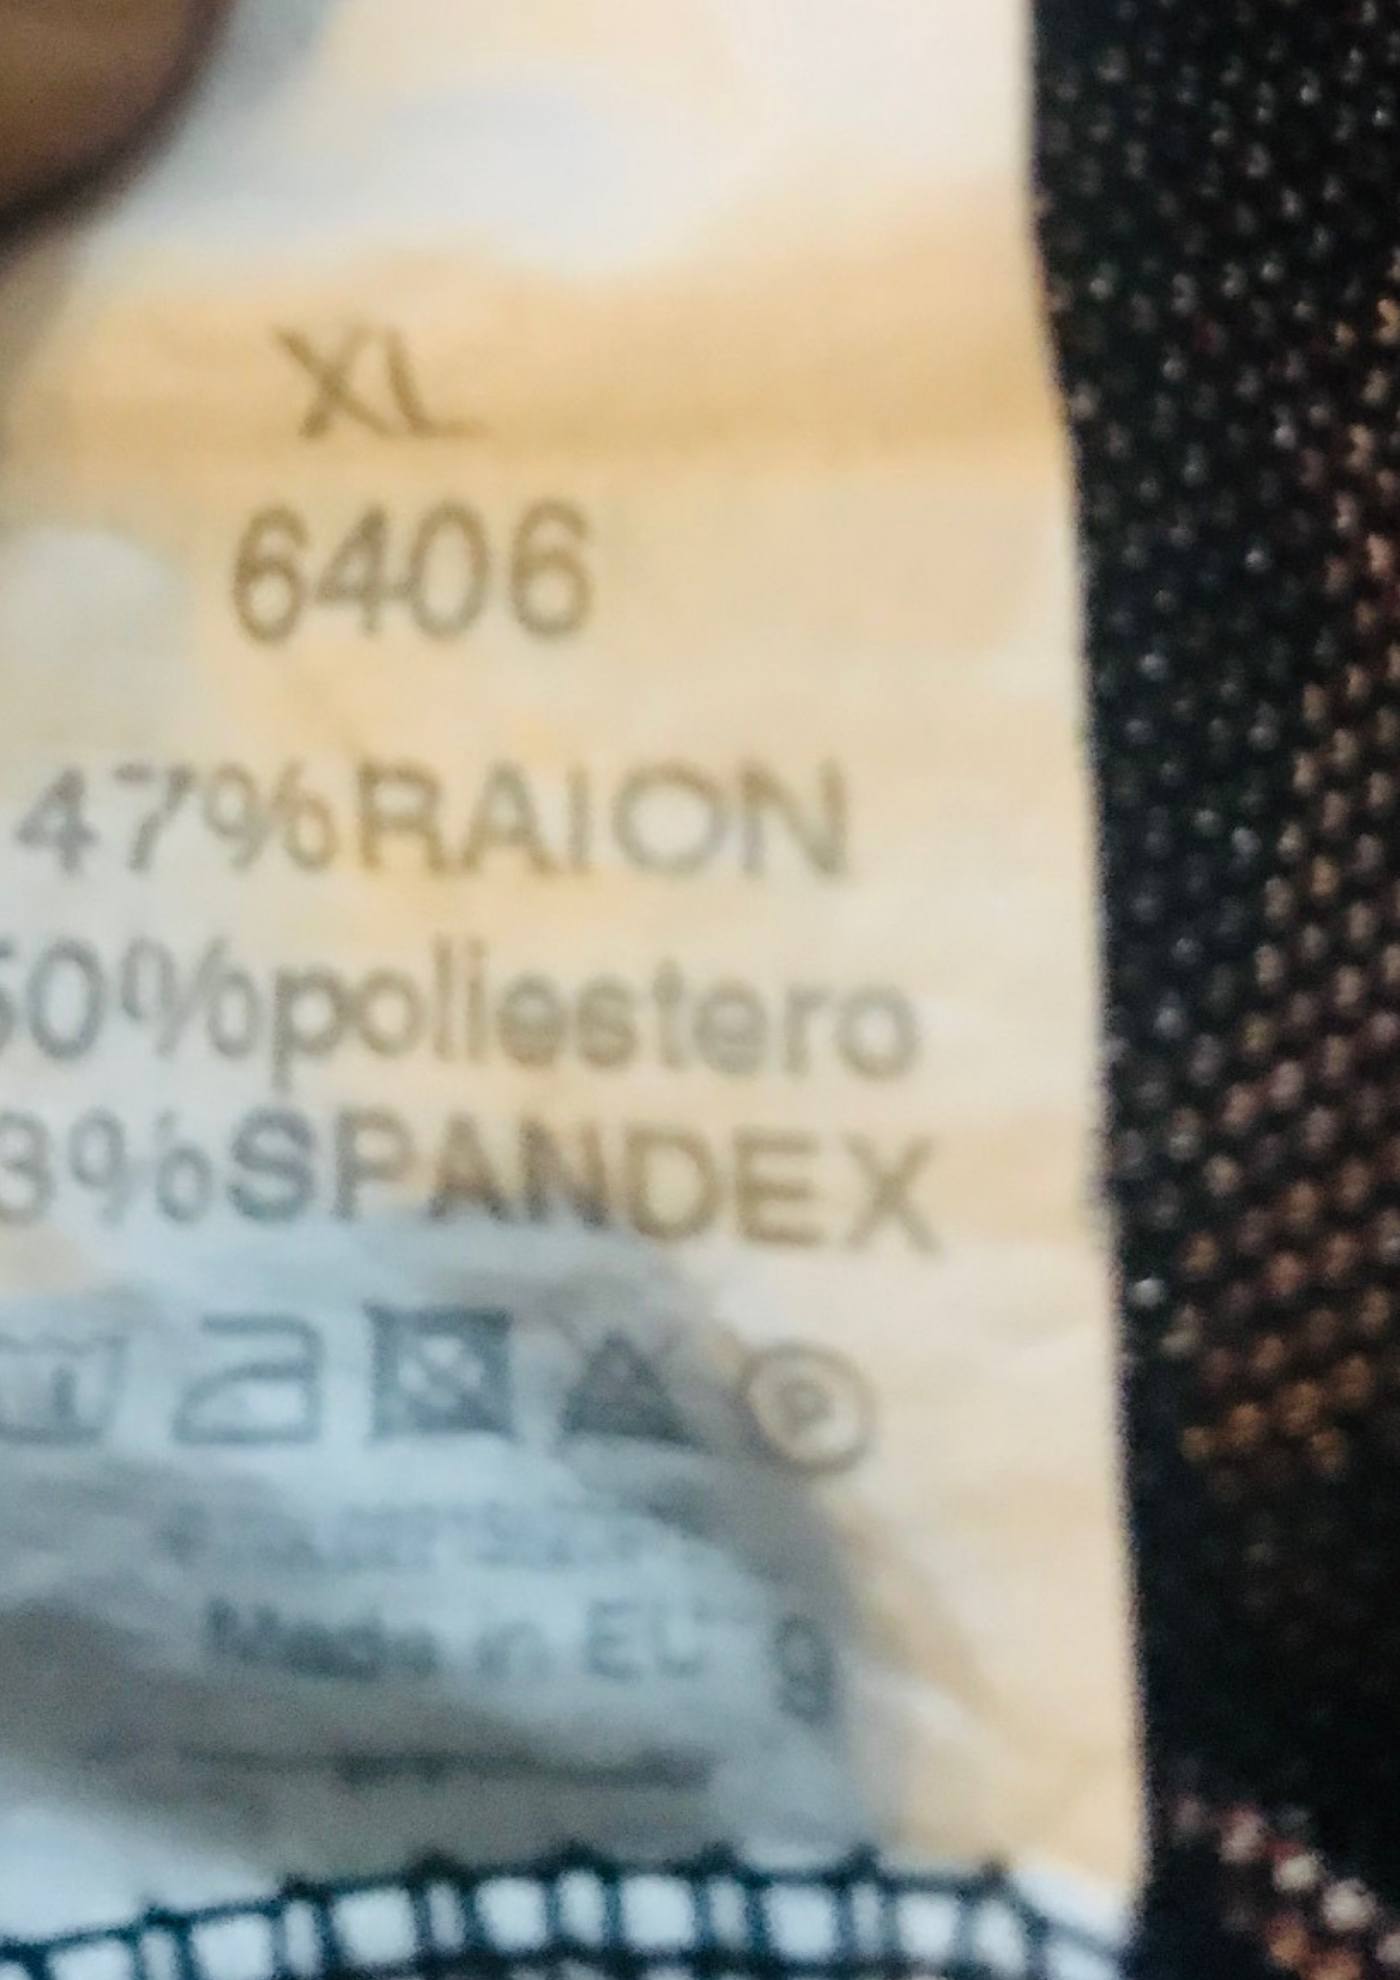 XL
6406
47%RAION
50%poliestero
3%SPANDEX
P
Made in EU